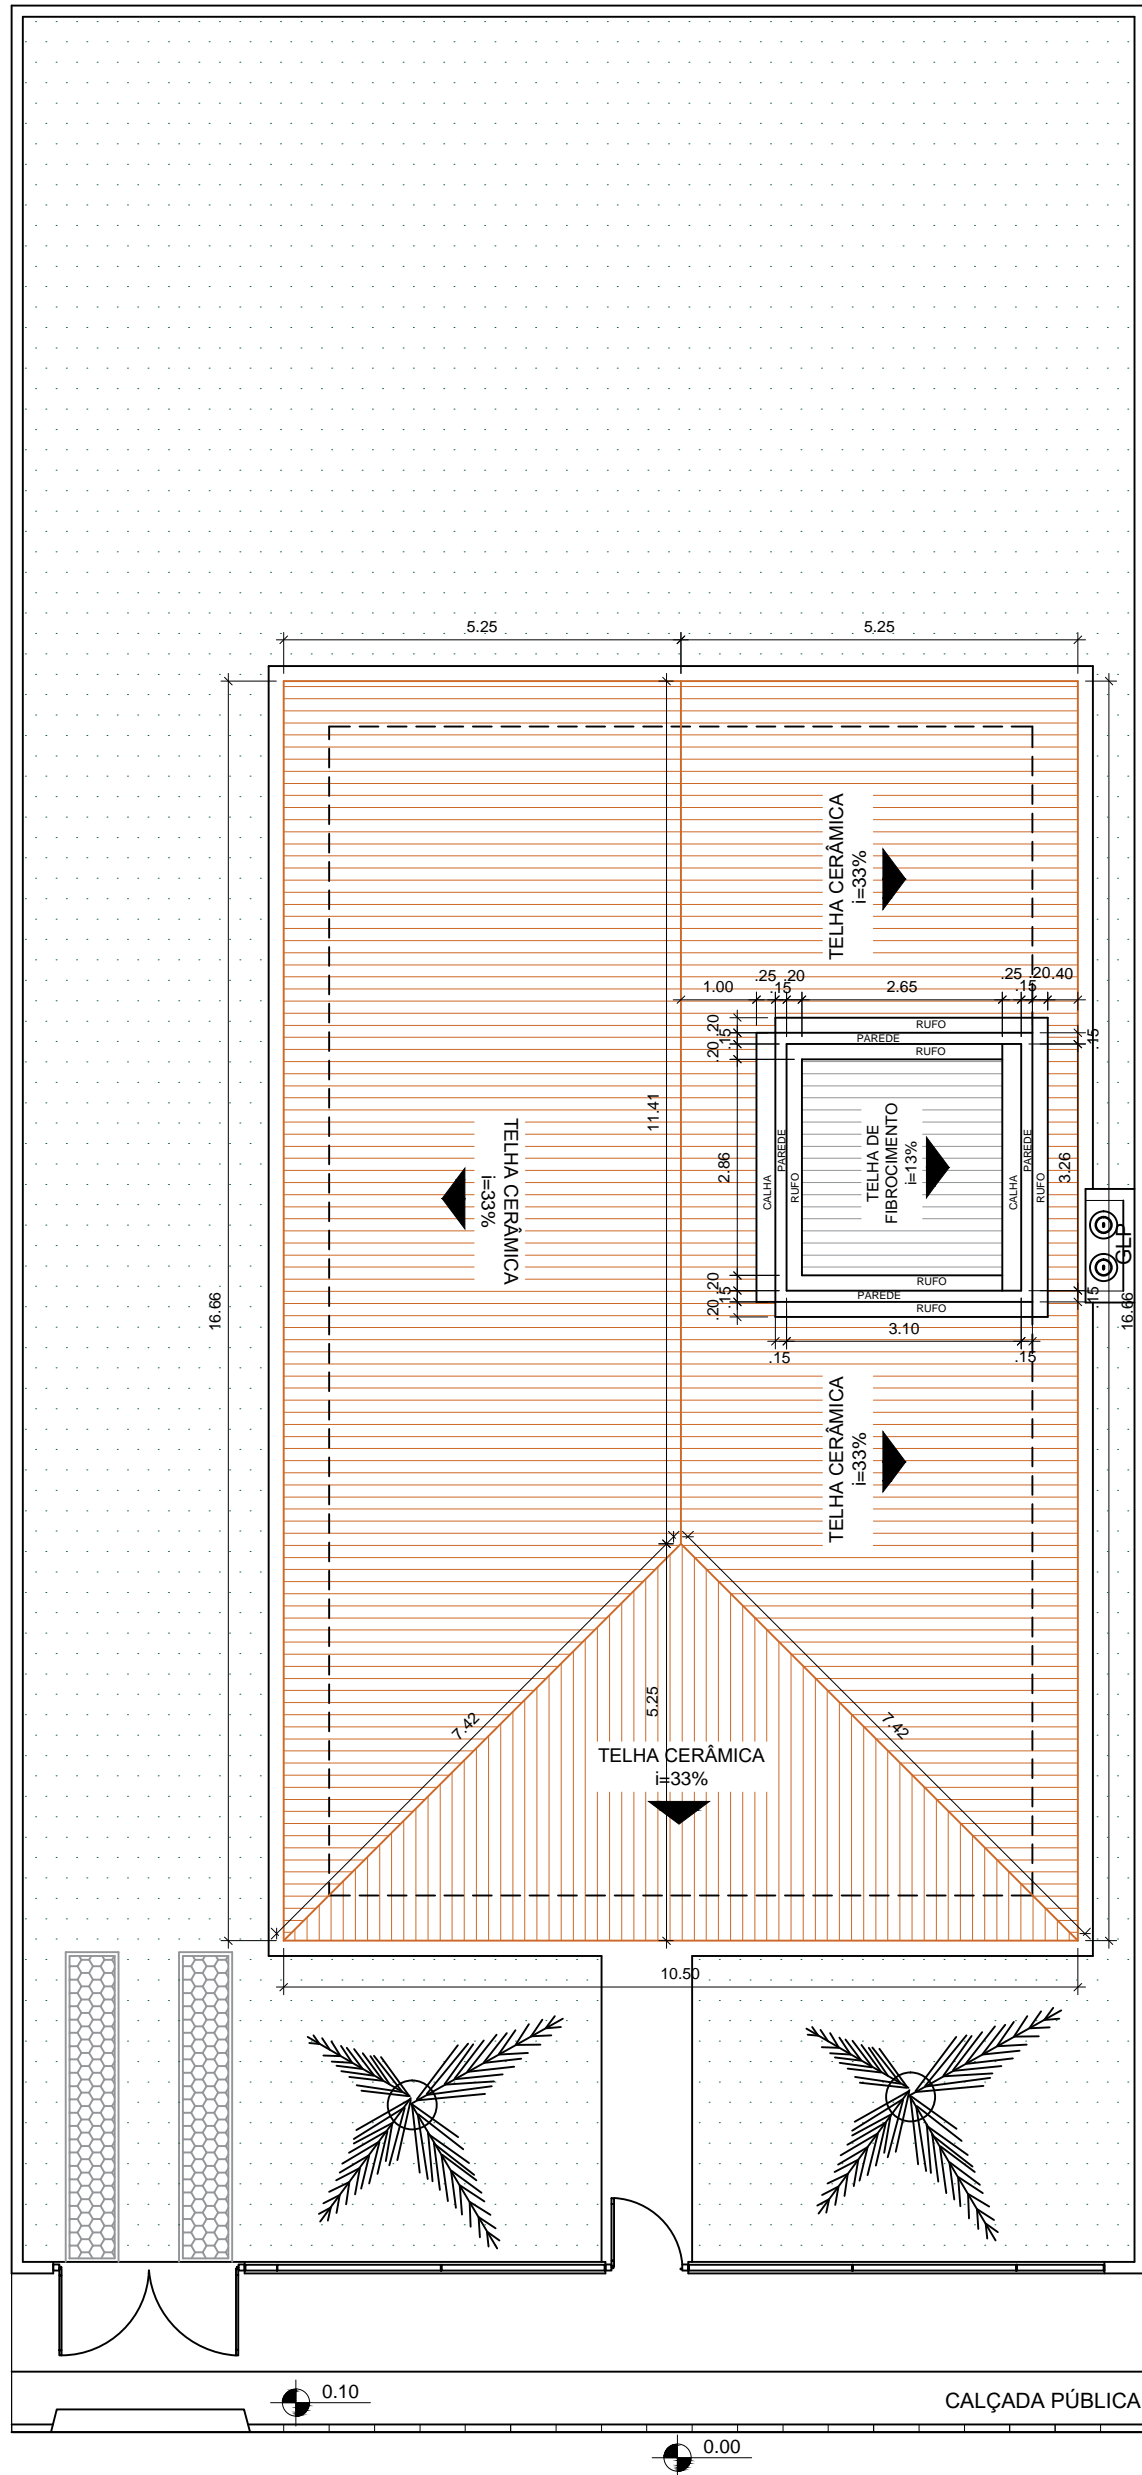 5.25
5.25
TELHA CERÂMICA
i=33%
1.00
.25
.15
.20
2.65
.25
.15
.20
.40
.20
.15
.20
RUFO
PAREDE
RUFO
.15
11.41
2.86
CALHA
PAREDE
RUFO
TELHA DE
FIBROCIMENTO
i=13%
CALHA
PAREDE
RUFO
3.26
GLP
TELHA CERÂMICA
i=33%
16.66
16.66
.20
.15
.20
RUFO
PAREDE
RUFO
.15
3.10
.15
.15
TELHA CERÂMICA
i=33%
7.42
5.25
7.42
TELHA CERÂMICA
i=33%
10.50
0.10
CALÇADA PÚBLICA
0.00